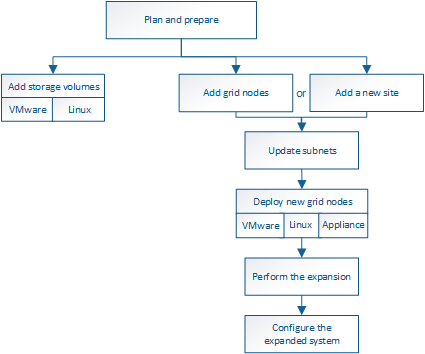 Plan and prepare
Add storage volumes
VMware Linux
Add grid nodes or Add a new site
Update subnets
Deploy new grid nodes
VMware Linux Appliance
Perform the expansion
Configure the
expanded system